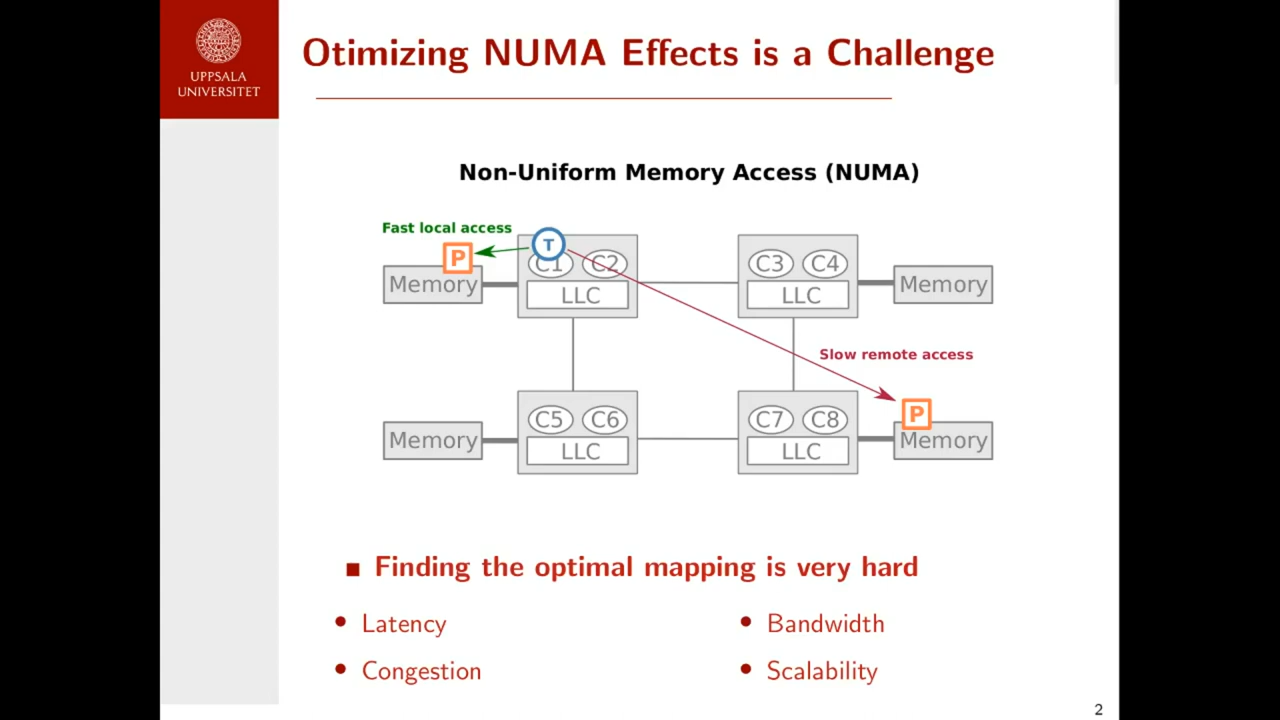 UPPSALA
UNIVERSITET
Otimizing NUMA Effects is a Challenge
Non-Uniform Memory Access (NUMA)
Fast local access
P
T
Memory
C1 C2
LLC
C3 C4
LLC
Memory
Slow remote access
P
Memory
C5 C6
LLC
C7 C8
LLC
Memory
Finding the optimal mapping is very hard
Latency
Bandwidth
Congestion
Scalability
2